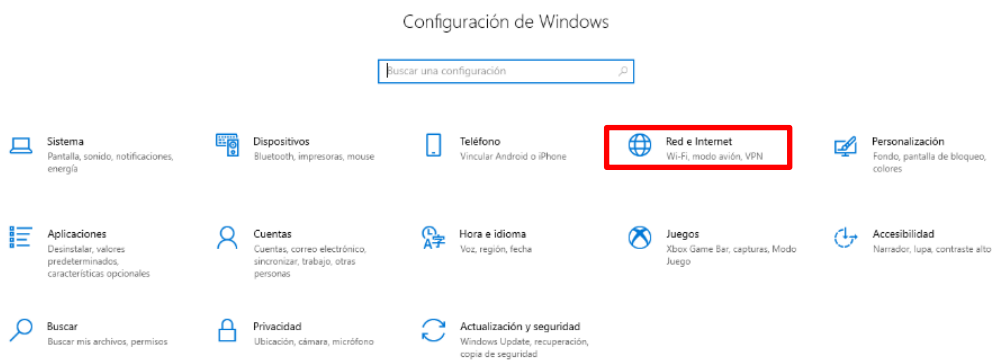 Configuración de Windows
Buscar una configuración
Sistema
Pantalla, sonido, notificaciones,
energía
Dispositivos
Bluetooth, impresoras, mouse
Teléfono
Vincular Android o iPhone
Red e Internet
Wi-Fi, modo avión, VPN
Personalización
Fondo, pantalla de bloqueo,
colores
Aplicaciones
Desinstalar, valores
predeterminados,
características opcionales
Cuentas
Cuentas, correo electrónico,
sincronizar, trabajo, otras
personas
Hora e idioma
Voz, región, fecha
Juegos
Xbox Game Bar, capturas, Modo
Juego
Accesibilidad
Narrador, lupa, contraste alto
Buscar
Buscar mis archivos, permisos
Privacidad
Ubicación, cámara, micrófono
Actualización y seguridad
Windows Update, recuperación,
copia de seguridad